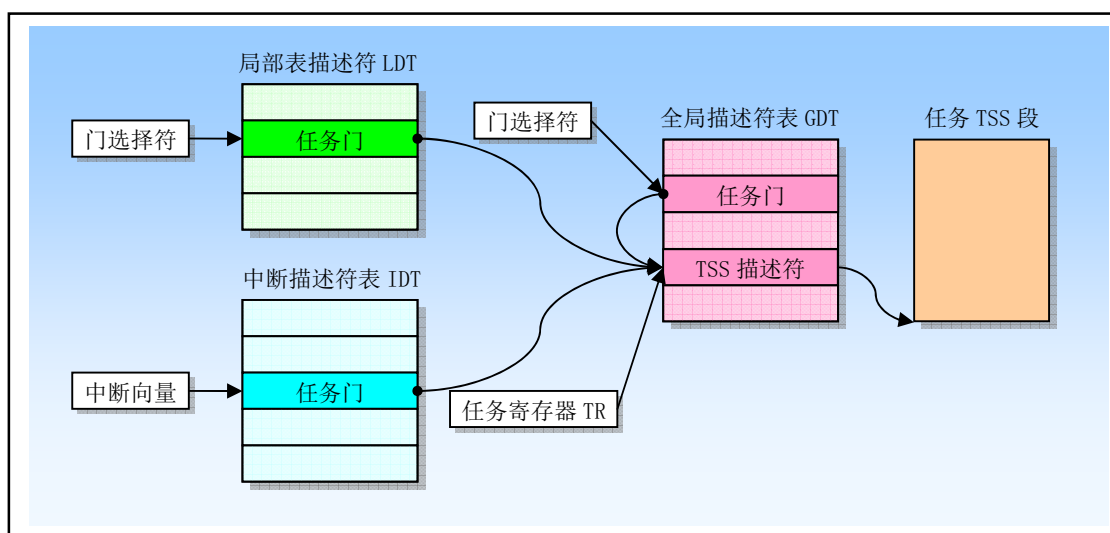 局部表描述符 LDT
门选择符
任务门
中断描述符表 IDT
中断向量
任务门
门选择符
任务寄存器 TR
全局描述符表 GDT
任务门
TSS 描述符
任务 TSS 段